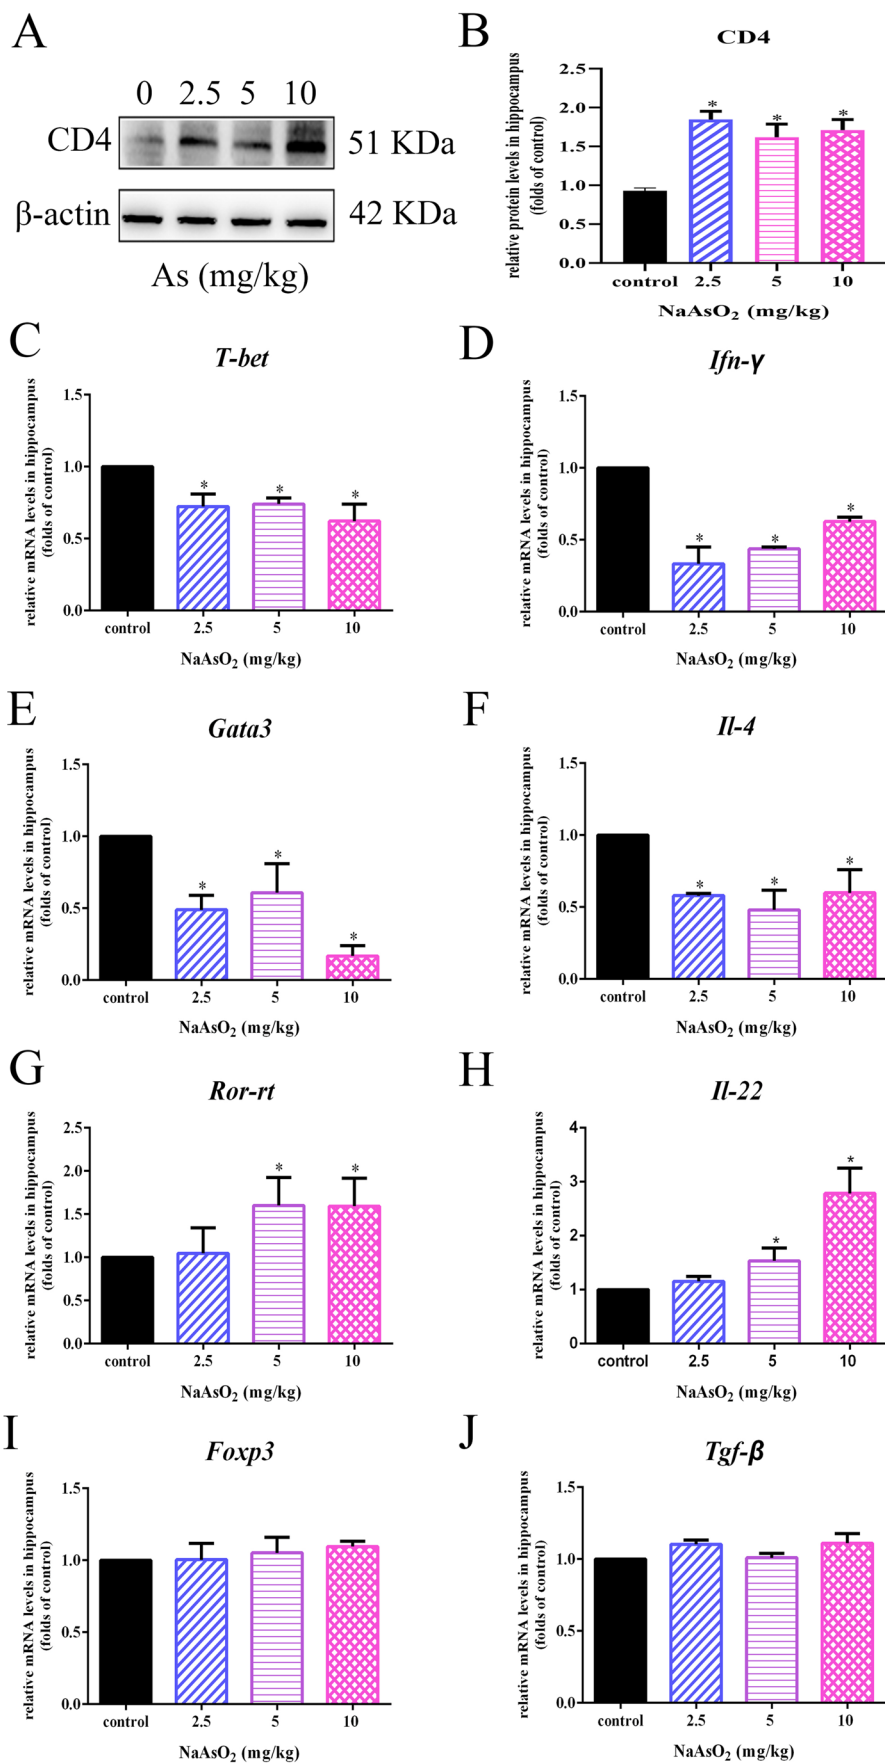 A
0 2.5 5 10
CD4 51 KDa
β-actin 42 KDa
As (mg/kg)
B
CD4
relative protein levels in hippocampus
(folds of control)
2.5
2.0
1.5
1.0
0.5
0.0
* * *
control 2.5 5 10
NaAsO2 (mg/kg)
C
T-bet
relative mRNA levels in hippocampus
(folds of control)
1.5
1.0
0.5
0.0
* * *
control 2.5 5 10
NaAsO2 (mg/kg)
D
Ifn-γ
relative mRNA levels in hippocampus
(folds of control)
1.5
1.0
0.5
0.0
* * *
control 2.5 5 10
NaAsO2 (mg/kg)
E
Gata3
relative mRNA levels in hippocampus
(folds of control)
1.5
1.0
0.5
0.0
* * *
control 2.5 5 10
NaAsO2 (mg/kg)
F
Il-4
relative mRNA levels in hippocampus
(folds of control)
1.5
1.0
0.5
0.0
* * *
control 2.5 5 10
NaAsO2 (mg/kg)
G
Ror-rt
relative mRNA levels in hippocampus
(folds of control)
2.5
2.0
1.5
1.0
0.5
0.0
* *
control 2.5 5 10
NaAsO2 (mg/kg)
H
Il-22
relative mRNA levels in hippocampus
(folds of control)
4
3
2
1
0
* *
control 2.5 5 10
NaAsO2 (mg/kg)
I
Foxp3
relative mRNA levels in hippocampus
(folds of control)
1.5
1.0
0.5
0.0
control 2.5 5 10
NaAsO2 (mg/kg)
J
Tgf-β
relative mRNA levels in hippocampus
(folds of control)
1.5
1.0
0.5
0.0
control 2.5 5 10
NaAsO2 (mg/kg)